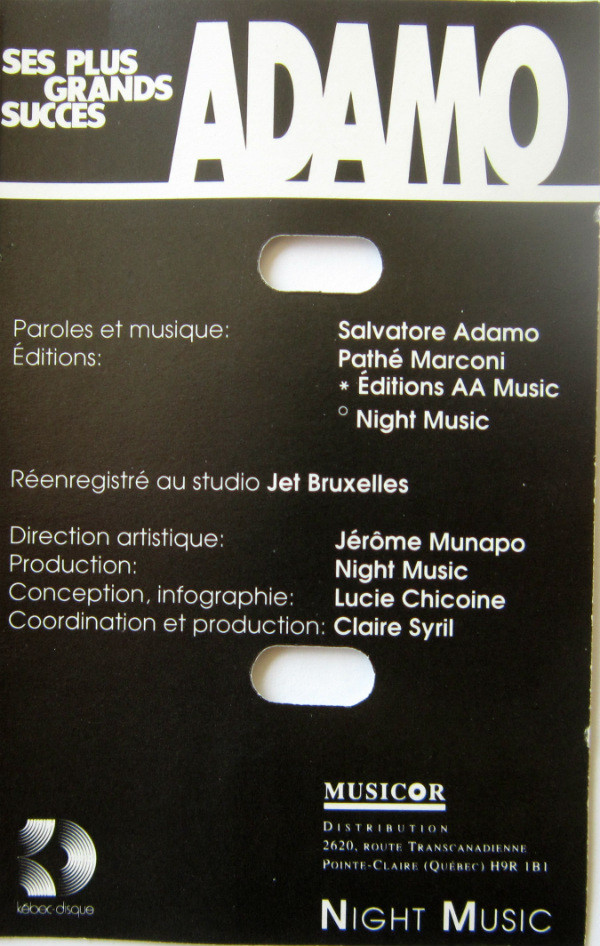 SES PLUS
GRANDS
SUCCES
ADAMO
Paroles et musique: Salvatore Adamo
Éditions: Pathé Marconi
* Éditions AA Music
° Night Music
Réenregistré au studio Jet Bruxelles
Direction artistique: Jérôme Munapo
Production: Night Music
Conception, infographie: Lucie Chicoine
Coordination et production: Claire Syril
MUSICOR
DISTRIBUTION
2620, ROUTE TRANSCANADIENNE
POINTE-CLAIRE (QUÉBEC) H9R 1B1
kébec-disque
NIGHT MUSIC